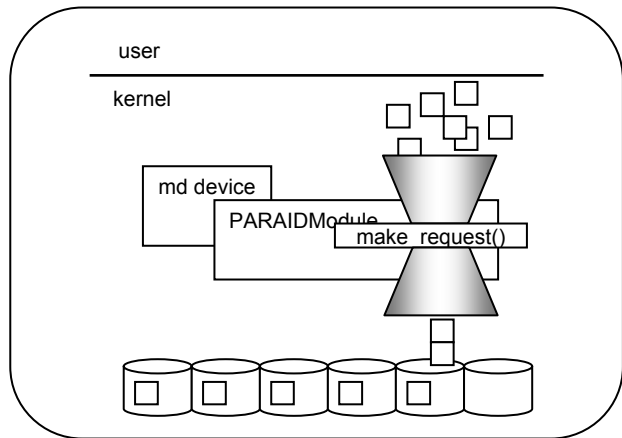 user
kernel
md device
PARAIDModule
make_request()